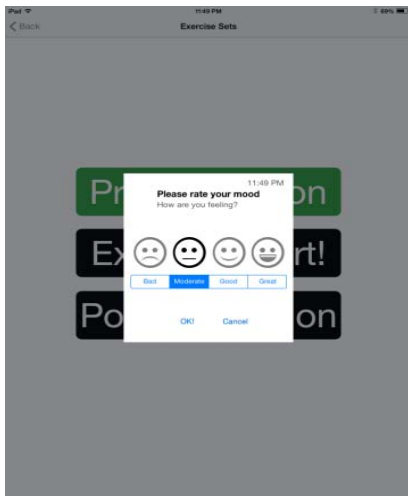 iPad 11:49 PM 89%
Back Exercise Sets
11:49 PM
Please rate your mood
How are you feeling?
Bad Moderate Good Great
OK! Cancel